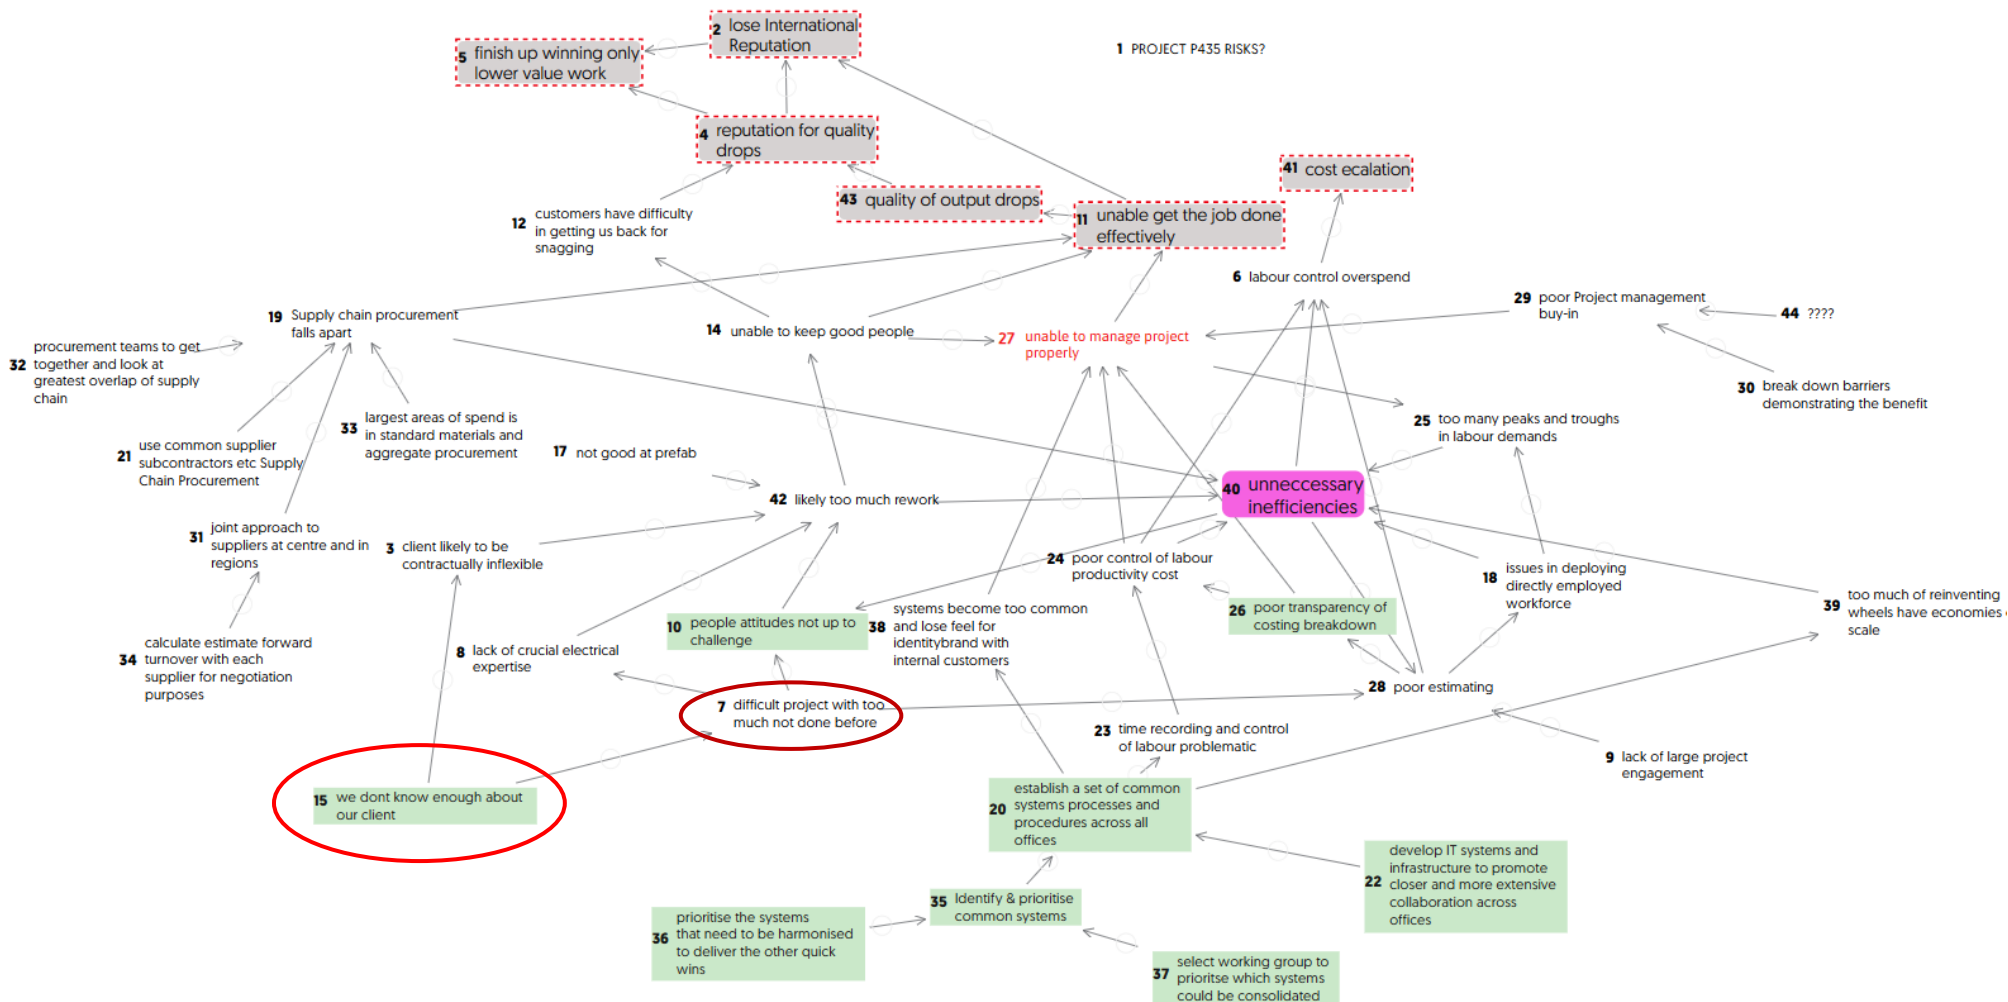 2 lose International
Reputation
1 PROJECT P435 RISKS?
5 finish up winning only
lower value work
4 reputation for quality
drops
41 cost ecalation
43 quality of output drops
12 customers have difficulty
in getting us back for
snagging
11 unable get the job done
effectively
6 labour control overspend
29 poor Project management
buy-in
44 ????
19 Supply chain procurement
falls apart
14 unable to keep good people
27 unable to manage project
properly
32 procurement teams to get
together and look at
greatest overlap of supply
chain
30 break down barriers
demonstrating the benefit
33 largest areas of spend is
in standard materials and
aggregate procurement
25 too many peaks and troughs
in labour demands
21 use common supplier
subcontractors etc Supply
Chain Procurement
17 not good at prefab
42 likely too much rework
40 unneccessary
inefficiencies
31 joint approach to
suppliers at centre and in
regions
3 client likely to be
contractually inflexible
24 poor control of labour
productivity cost
18 issues in deploying
directly employed
workforce
39 too much of reinventing
wheels have economies
scale
26 poor transparency of
costing breakdown
10 people attitudes not up to
challenge
38 systems become too common
and lose feel for
identitybrand with
internal customers
34 calculate estimate forward
turnover with each
supplier for negotiation
purposes
8 lack of crucial electrical
expertise
28 poor estimating
7 difficult project with too
much not done before
23 time recording and control
of labour problematic
9 lack of large project
engagement
15 we dont know enough about
our client
20 establish a set of common
systems processes and
procedures across all
offices
22 develop IT systems and
infrastructure to promote
closer and more extensive
collaboration across
offices
35 Identify & prioritise
common systems
36 prioritise the systems
that need to be harmonised
to deliver the other quick
wins
37 select working group to
prioritse which systems
could be consolidated